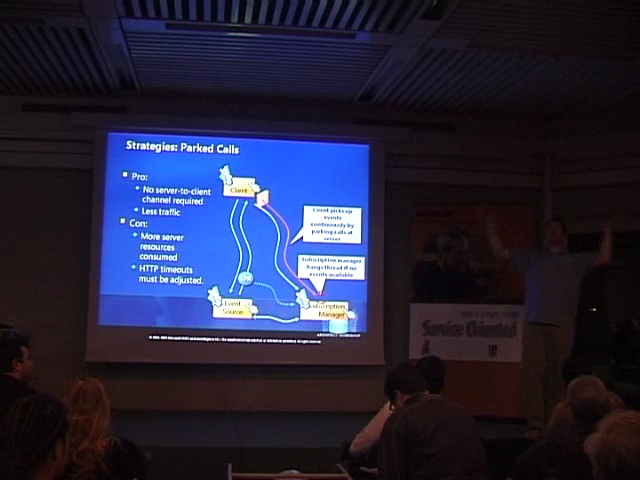 Strategies: Parked Calls
Pro:
No server-to-client
channel required
Less traffic
Con:
More server
resources
consumed
HTTP timeouts
must be adjusted.
Client
Client picks up
events
continuously by
parking calls at
server
Subscription manager
hangs thread if no
events available
Event
Source
Subscription
Manager
Service Oriented